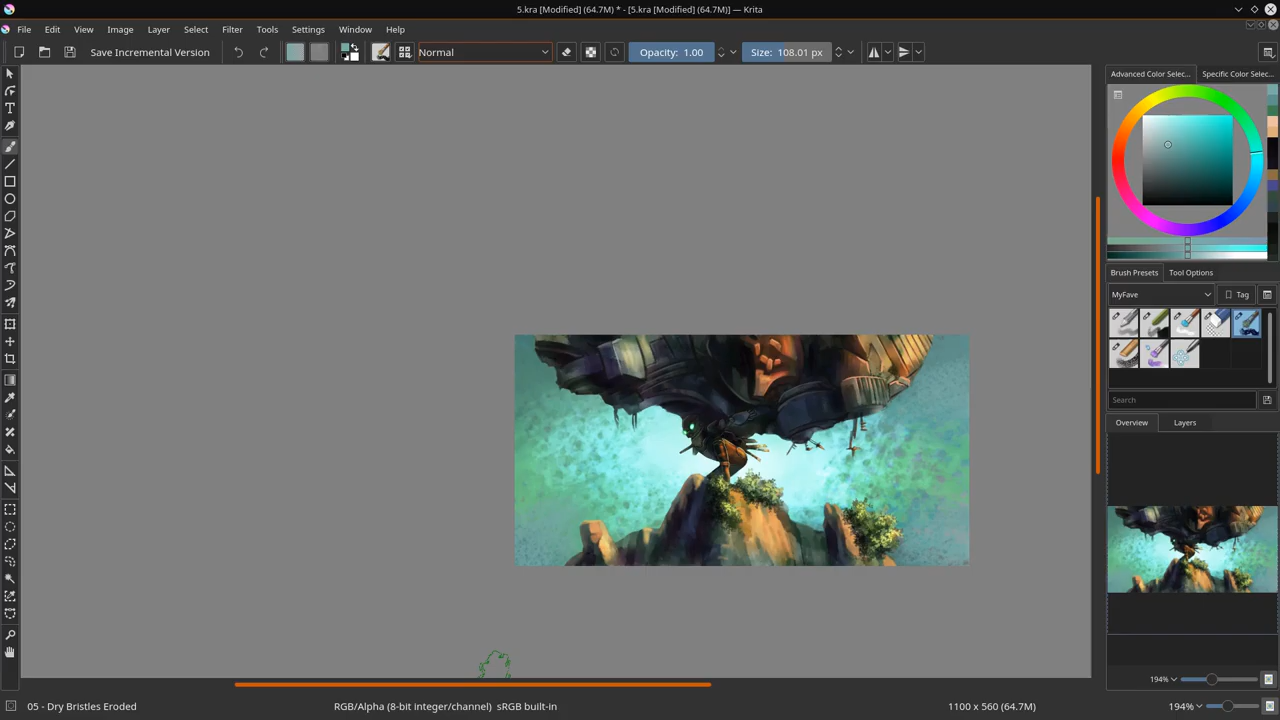 5.kra [Modified] (64.7M) * - [5.kra [Modified] (64.7M)] — Krita
File Edit View Image Layer Select Filter Tools Settings Window Help
Save Incremental Version Normal Opacity: 1.00 Size: 108.01 px
Advanced Color Selec... Specific Color Selec...
Brush Presets Tool Options
MyFave Tag
Search
Overview Layers
194%
05 - Dry Bristles Eroded RGB/Alpha (8-bit integer/channel) sRGB built-in 1100 x 560 (64.7M) 194%